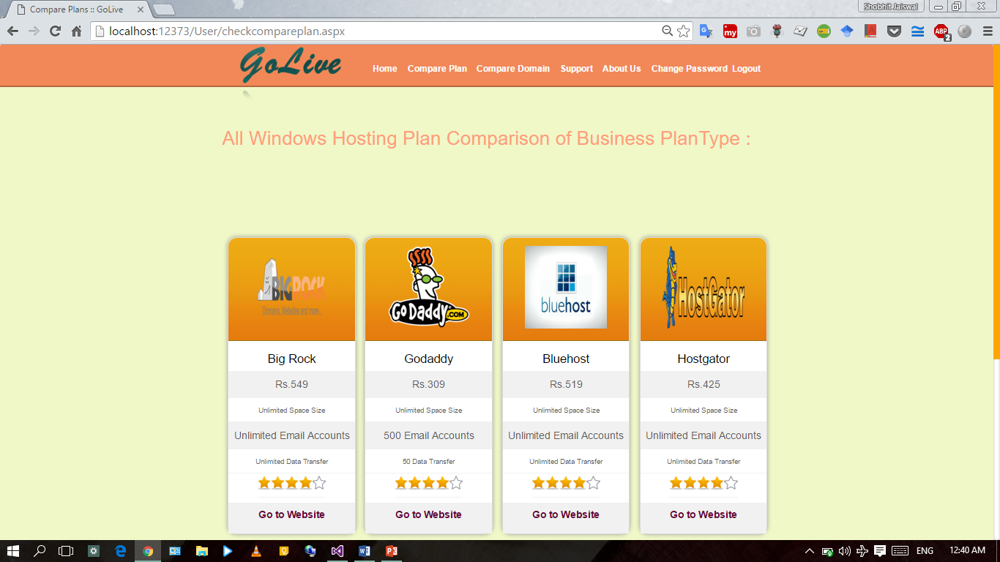 Compare Plans :: GoLive
Shobhit Jaiswal
localhost:12373/User/checkcompareplan.aspx
my
ABP
2
GoLive
Home Compare Plan Compare Domain Support About Us Change Password Logout
All Windows Hosting Plan Comparison of Business PlanType :
BIGROCK
Domains, Websites and more...
GO DADDY.COM
bluehost
HostGator
Big Rock Godaddy Bluehost Hostgator
Rs.549 Rs.309 Rs.519 Rs.425
Unlimited Space Size Unlimited Space Size Unlimited Space Size Unlimited Space Size
Unlimited Email Accounts 500 Email Accounts Unlimited Email Accounts Unlimited Email Accounts
Unlimited Data Transfer 50 Data Transfer Unlimited Data Transfer Unlimited Data Transfer
Go to Website Go to Website Go to Website Go to Website
ENG 12:40 AM